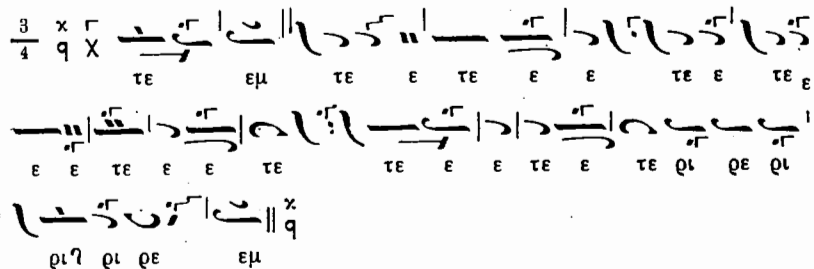 3/4 τε εμ τε ε τε ε ε τε ε τε ε
ε ε τε ε ε τε τε ε ε τε ε τε ϱι ϱε ϱι
ϱι ϱε εμ